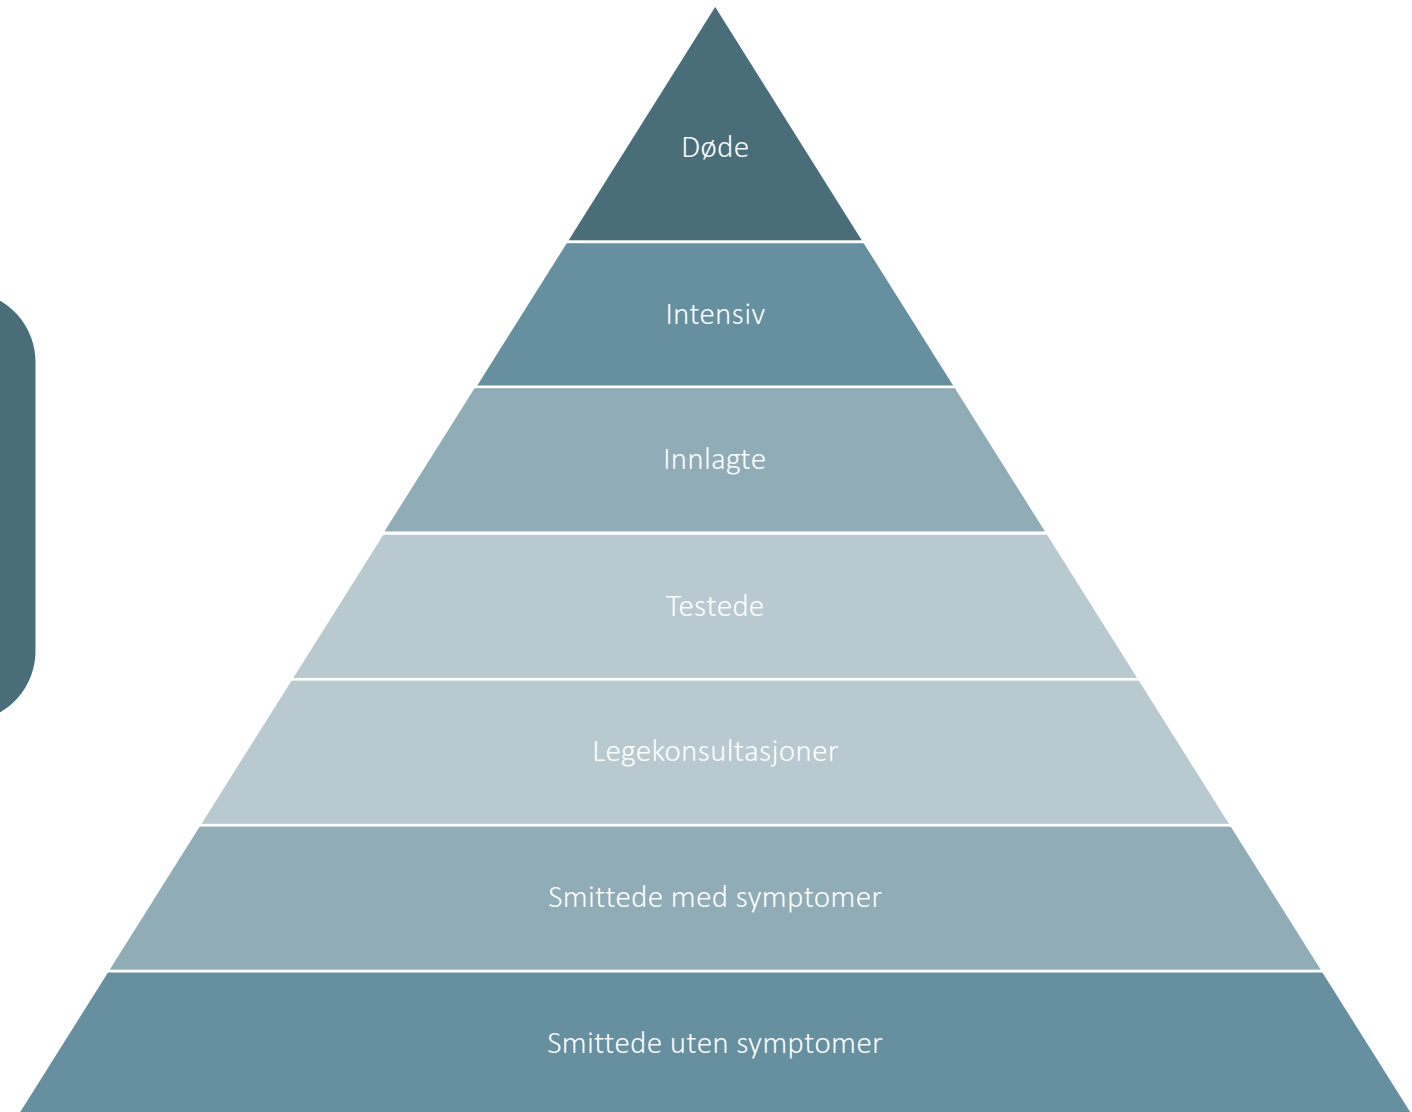 Døde
Intensiv
Innlagte
Testede
Legekonsultasjoner
Smittede med symptomer
Smittede uten symptomer